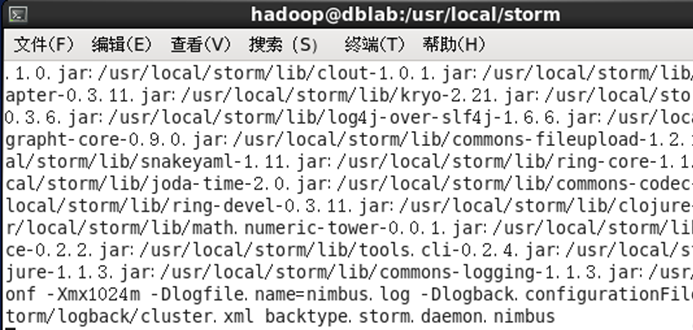 hadoop@dblab:/usr/local/storm
文件(F) 编辑(E) 查看(V) 搜索 (S) 终端(T) 帮助(H)
.1.0.jar:/usr/local/storm/lib/clout-1.0.1.jar:/usr/local/storm/lib/
apter-0.3.11.jar:/usr/local/storm/lib/kryo-2.21.jar:/usr/local/sto
0.3.6.jar:/usr/local/storm/lib/log4j-over-slf4j-1.6.6.jar:/usr/loca
grapht-core-0.9.0.jar:/usr/local/storm/lib/commons-fileupload-1.2.
al/storm/lib/snakeyaml-1.11.jar:/usr/local/storm/lib/ring-core-1.1.
cal/storm/lib/joda-time-2.0.jar:/usr/local/storm/lib/commons-codec-
local/storm/lib/ring-devel-0.3.11.jar:/usr/local/storm/lib/clojure-
r/local/storm/lib/math.numeric-tower-0.0.1.jar:/usr/local/storm/lib
ce-0.2.2.jar:/usr/local/storm/lib/tools.cli-0.2.4.jar:/usr/local/s
jure-1.1.3.jar:/usr/local/storm/lib/commons-logging-1.1.3.jar:/usr/
onf -Xmx1024m -Dlogfile.name=nimbus.log -Dlogback.configurationFil
torm/logback/cluster.xml backtype.storm.daemon.nimbus